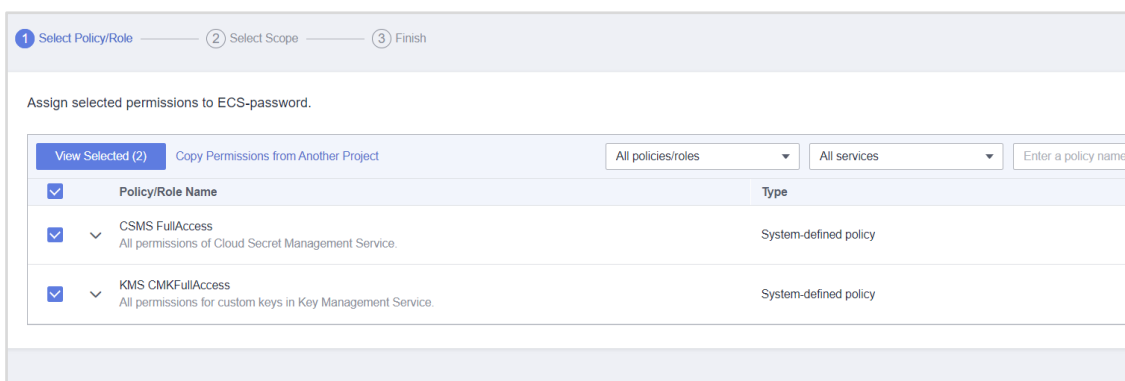 1 Select Policy/Role 2 Select Scope 3 Finish
Assign selected permissions to ECS-password.
View Selected (2) Copy Permissions from Another Project All policies/roles All services Enter a policy name
Policy/Role Name Type
CSMS FullAccess
All permissions of Cloud Secret Management Service.
System-defined policy
KMS CMKFullAccess
All permissions for custom keys in Key Management Service.
System-defined policy